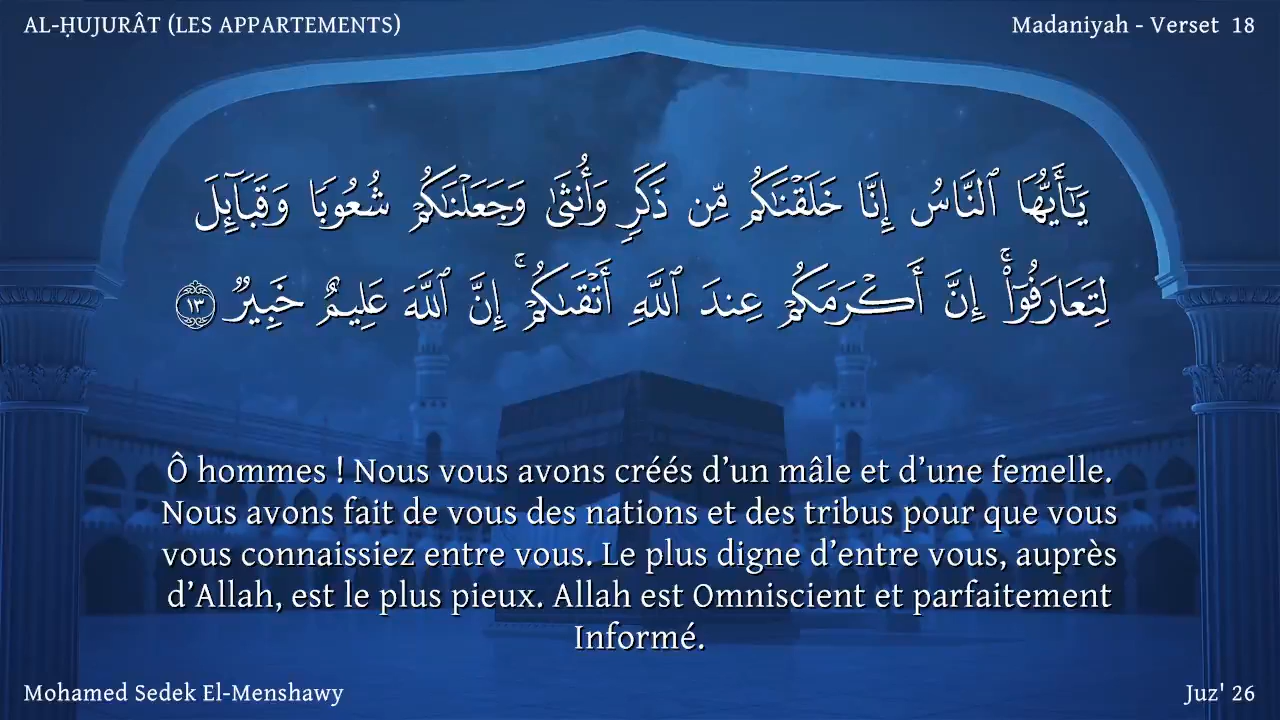 AL-ḤUJURÂT (LES APPARTEMENTS)
Madaniyah - Verset 18
يَـٰٓأَيُّهَا ٱلنَّاسُ إِنَّا خَلَقْنَـٰكُم مِّن ذَكَرٍ وَأُنثَىٰ وَجَعَلْنَـٰكُمْ شُعُوبًا وَقَبَآئِلَ
لِتَعَارَفُوٓا۟ ۚ إِنَّ أَكْرَمَكُمْ عِندَ ٱللَّهِ أَتْقَىٰكُمْ ۚ إِنَّ ٱللَّهَ عَلِيمٌ خَبِيرٌ ١٣
Ô hommes ! Nous vous avons créés d’un mâle et d’une femelle.
Nous avons fait de vous des nations et des tribus pour que vous
vous connaissiez entre vous. Le plus digne d’entre vous, auprès
d’Allah, est le plus pieux. Allah est Omniscient et parfaitement
Informé.
Mohamed Sedek El-Menshawy
Juz' 26